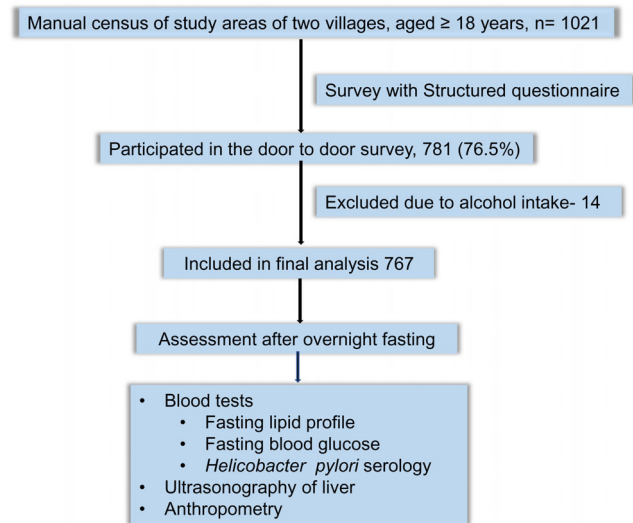 Manual census of study areas of two villages, aged ≥ 18 years, n= 1021
Survey with Structured questionnaire
Participated in the door to door survey, 781 (76.5%)
Excluded due to alcohol intake- 14
Included in final analysis 767
Assessment after overnight fasting
• Blood tests
• Fasting lipid profile
• Fasting blood glucose
• Helicobacter pylori serology
• Ultrasonography of liver
• Anthropometry